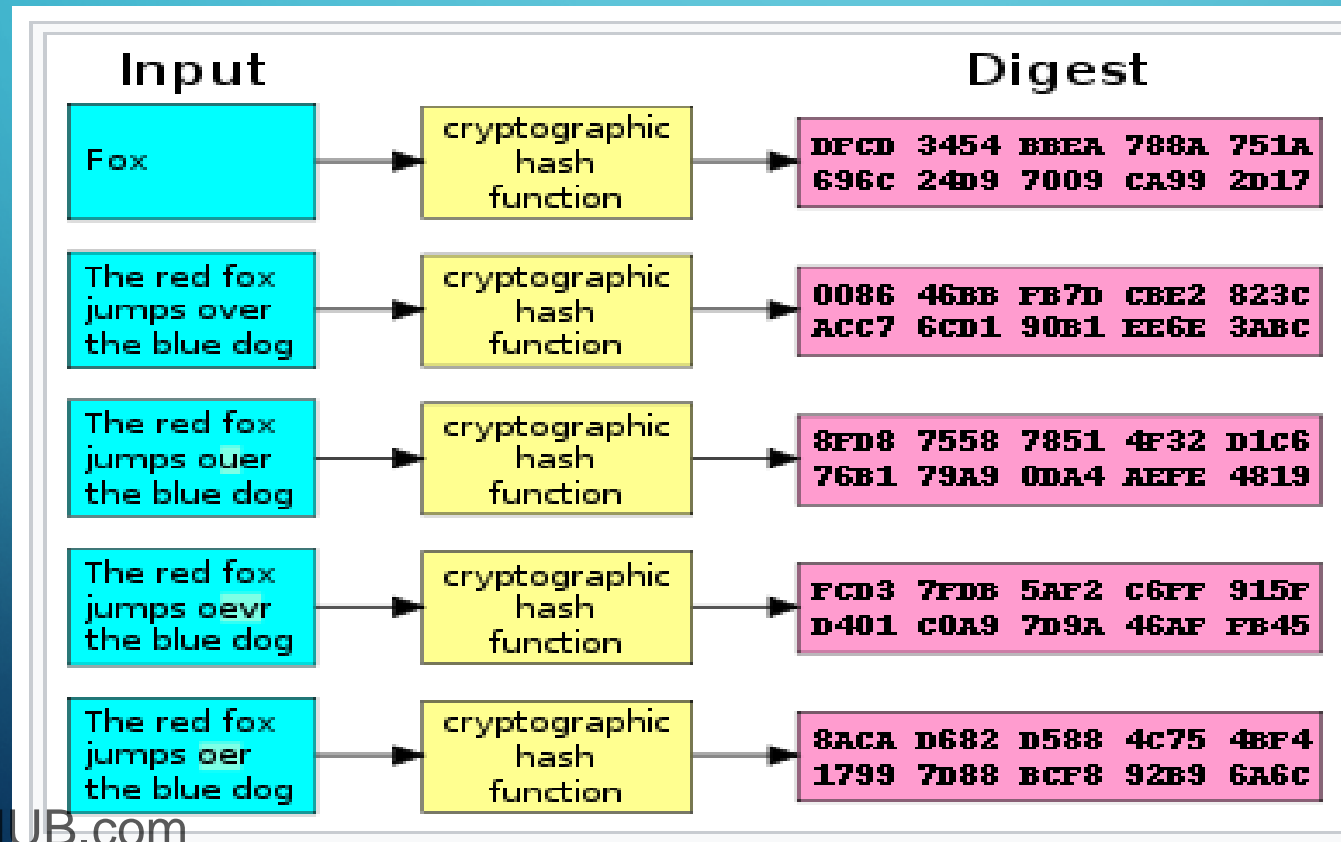 Input
Digest
Fox
cryptographic
hash
function
DFCD 3454 BBEA 788A 751A
696C 24D9 7009 CA99 2D17
The red fox
jumps over
the blue dog
cryptographic
hash
function
0086 46BB FB7D CBE2 823C
ACC7 6CD1 90B1 EE6E 3ABC
The red fox
jumps ouer
the blue dog
cryptographic
hash
function
8FD8 7558 7851 4F32 D1C6
76B1 79A9 0DA4 AEFE 4819
The red fox
jumps oevr
the blue dog
cryptographic
hash
function
FCD3 7FDB 5AF2 C6FF 915F
D401 C0A9 7D9A 46AF FB45
The red fox
jumps oer
the blue dog
cryptographic
hash
function
8ACA D682 D588 4C75 4BF4
1799 7D88 BCF8 92B9 6A6C
UB.com